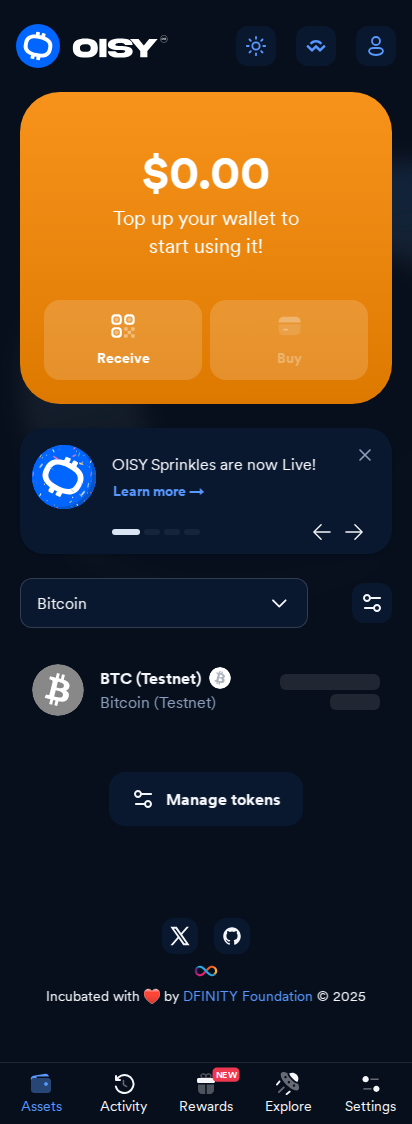 OISY
$0.00
Top up your wallet to
start using it!
Receive
Buy
OISY Sprinkles are now Live!
Learn more →
Bitcoin
BTC (Testnet)
Bitcoin (Testnet)
Manage tokens
Incubated with ❤️ by DFINITY Foundation © 2025
NEW
Assets
Activity
Rewards
Explore
Settings